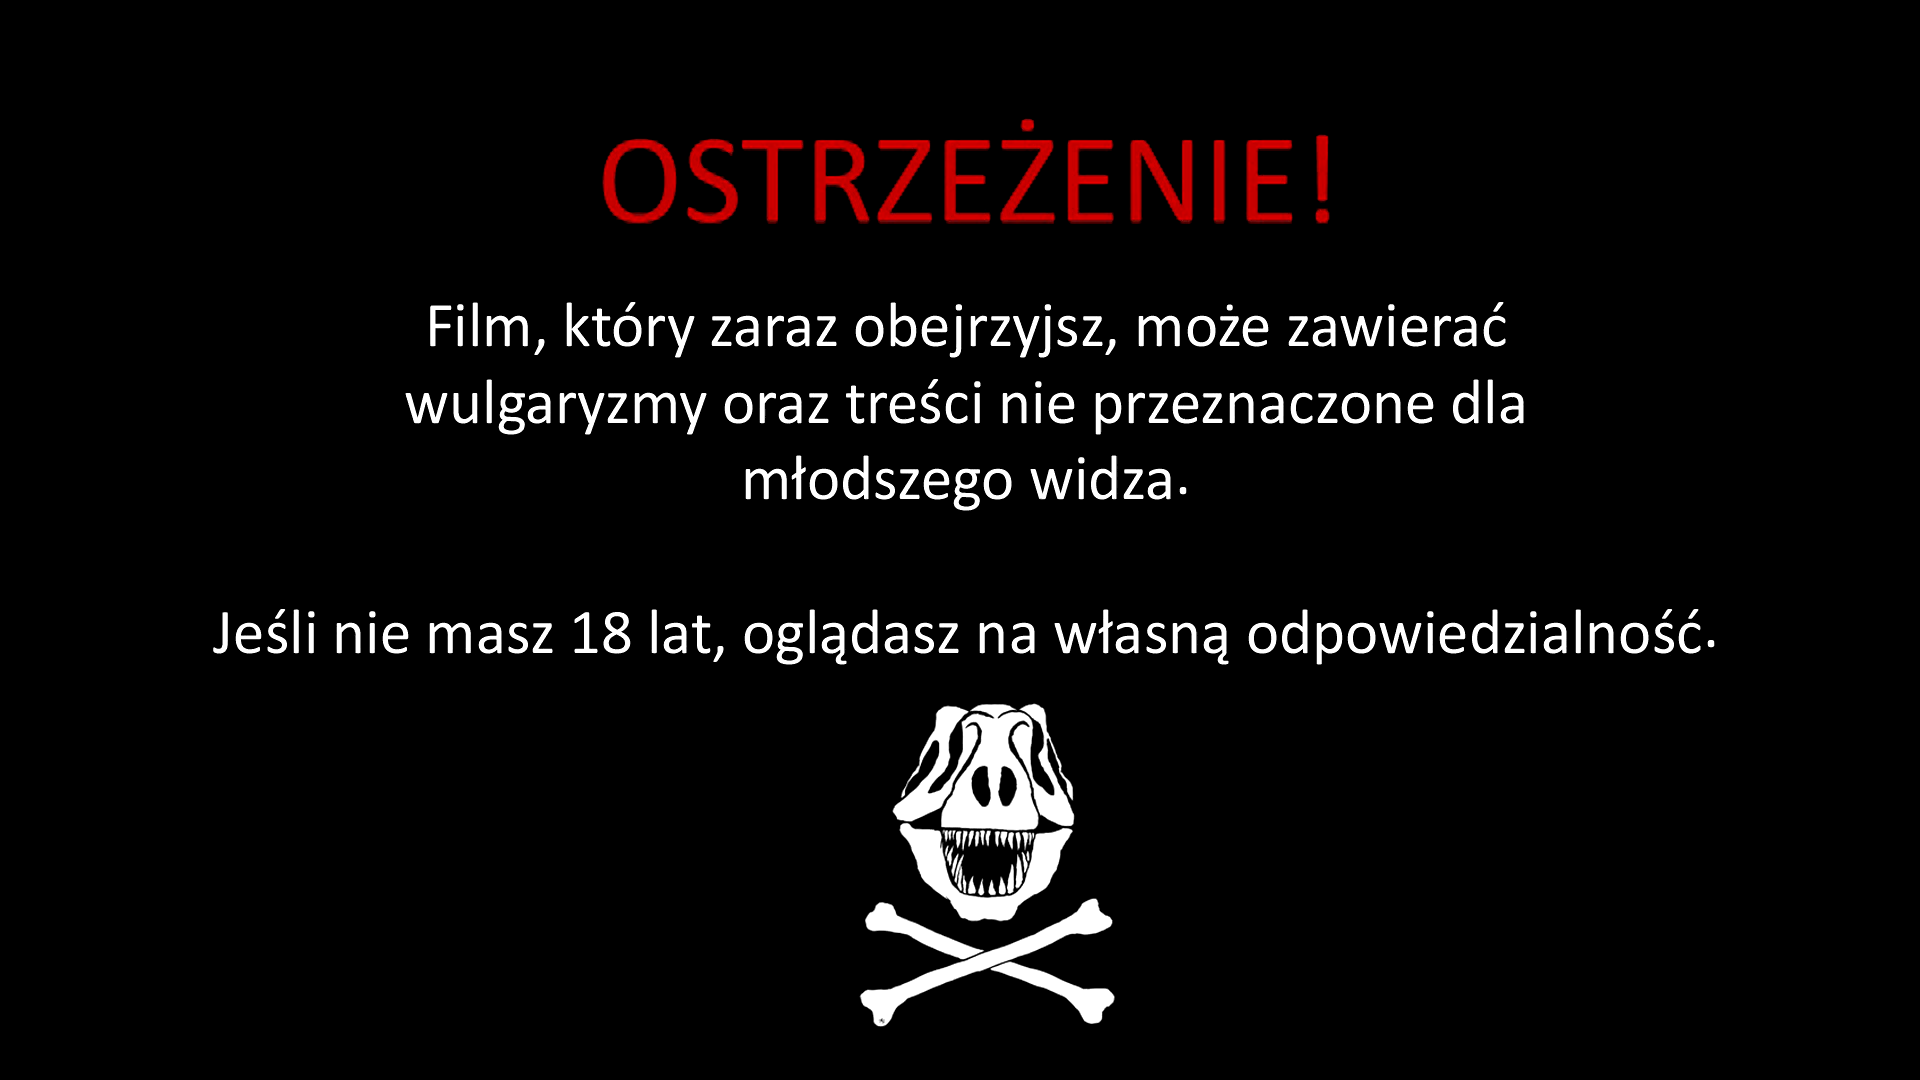 OSTRZEŻENIE!
Film, który zaraz obejrzyjsz, może zawierać
wulgaryzmy oraz treści nie przeznaczone dla
młodszego widza.
Jeśli nie masz 18 lat, oglądasz na własną odpowiedzialność.